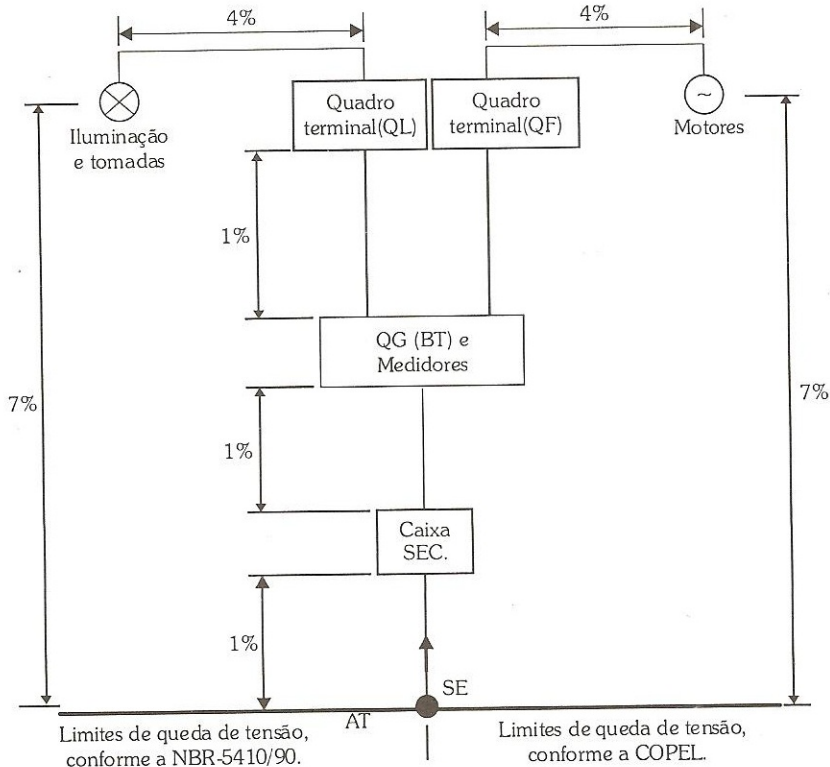 4%
4%
Quadro
terminal(QL)
Quadro
terminal(QF)
~
Iluminação
e tomadas
Motores
1%
QG (BT) e
Medidores
7%
7%
1%
Caixa
SEC.
1%
SE
AT
Limites de queda de tensão,
conforme a NBR-5410/90.
Limites de queda de tensão,
conforme a COPEL.